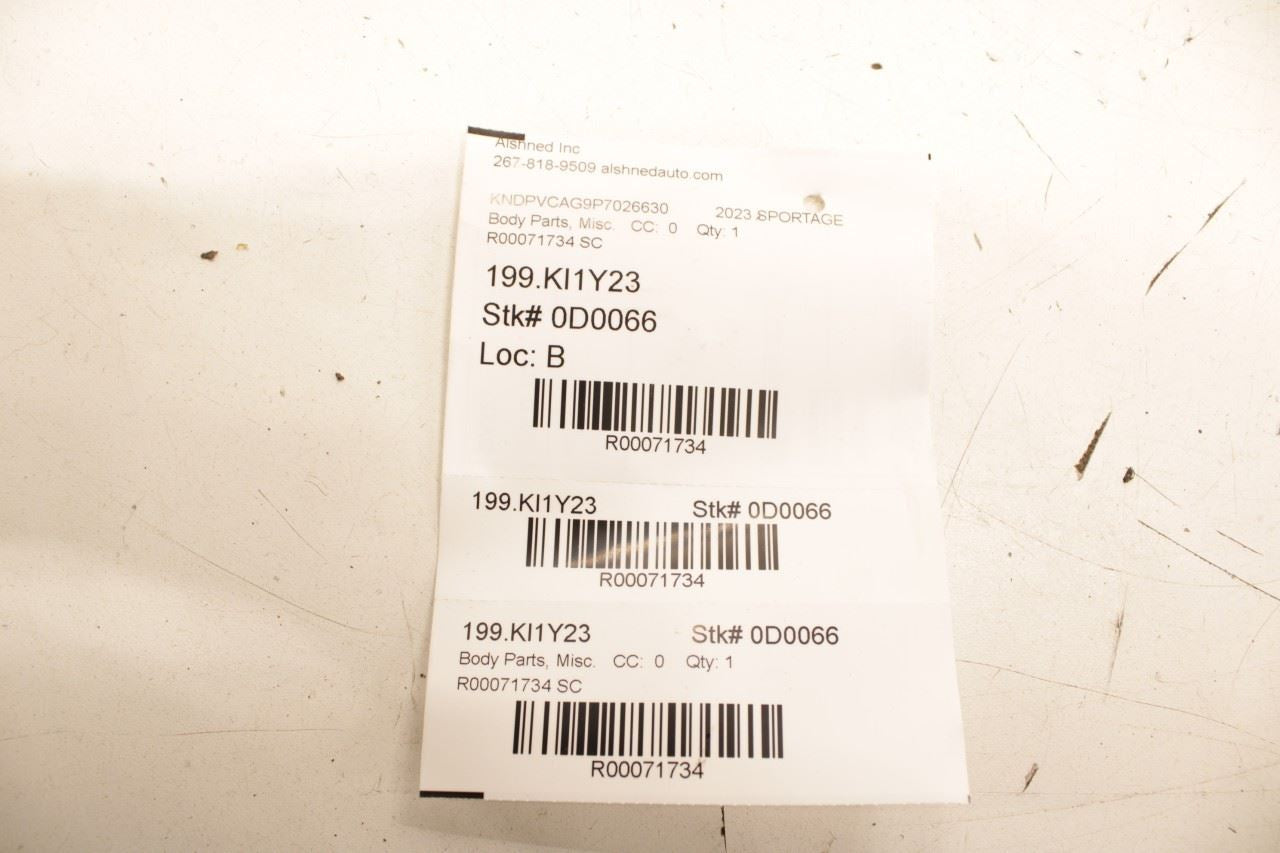 Alshned Inc
267-818-9509 alshnedauto.com
KNDPVCAG9P7026630 2023 SPORTAGE
Body Parts, Misc. CC: 0 Qty: 1
R00071734 SC
199.KI1Y23
Stk# 0D0066
Loc: B
R00071734
199.KI1Y23 Stk# 0D0066
R00071734
199.KI1Y23 Stk# 0D0066
Body Parts, Misc. CC: 0 Qty: 1
R00071734 SC
R00071734